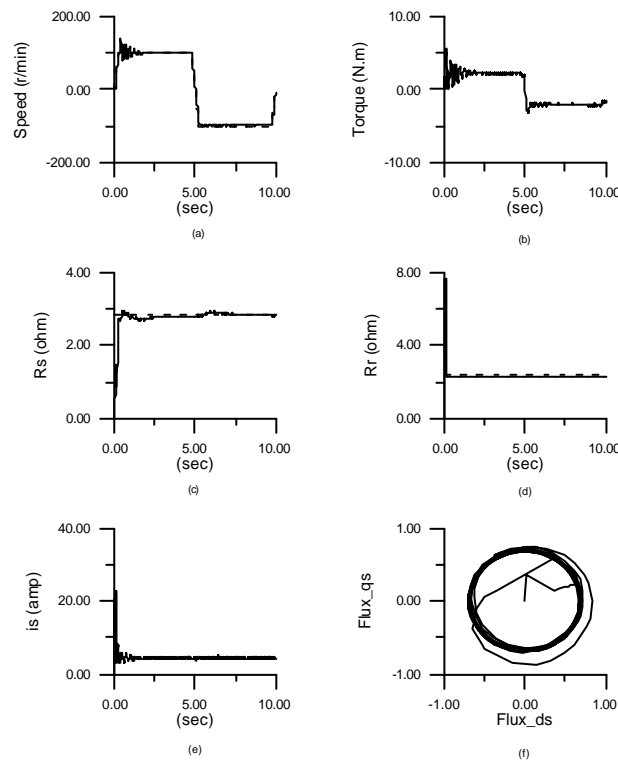 200.00
0.00
-200.00
Speed (r/min)
0.00 5.00 10.00
(sec)
(a)
10.00
0.00
-10.00
Torque (N.m)
0.00 5.00 10.00
(sec)
(b)
4.00
2.00
0.00
Rs (ohm)
0.00 5.00 10.00
(sec)
(c)
8.00
4.00
0.00
Rr (ohm)
0.00 5.00 10.00
(sec)
(d)
40.00
20.00
0.00
is (amp)
0.00 5.00 10.00
(sec)
(e)
1.00
0.00
-1.00
Flux_qs
-1.00 0.00 1.00
Flux_ds
(f)